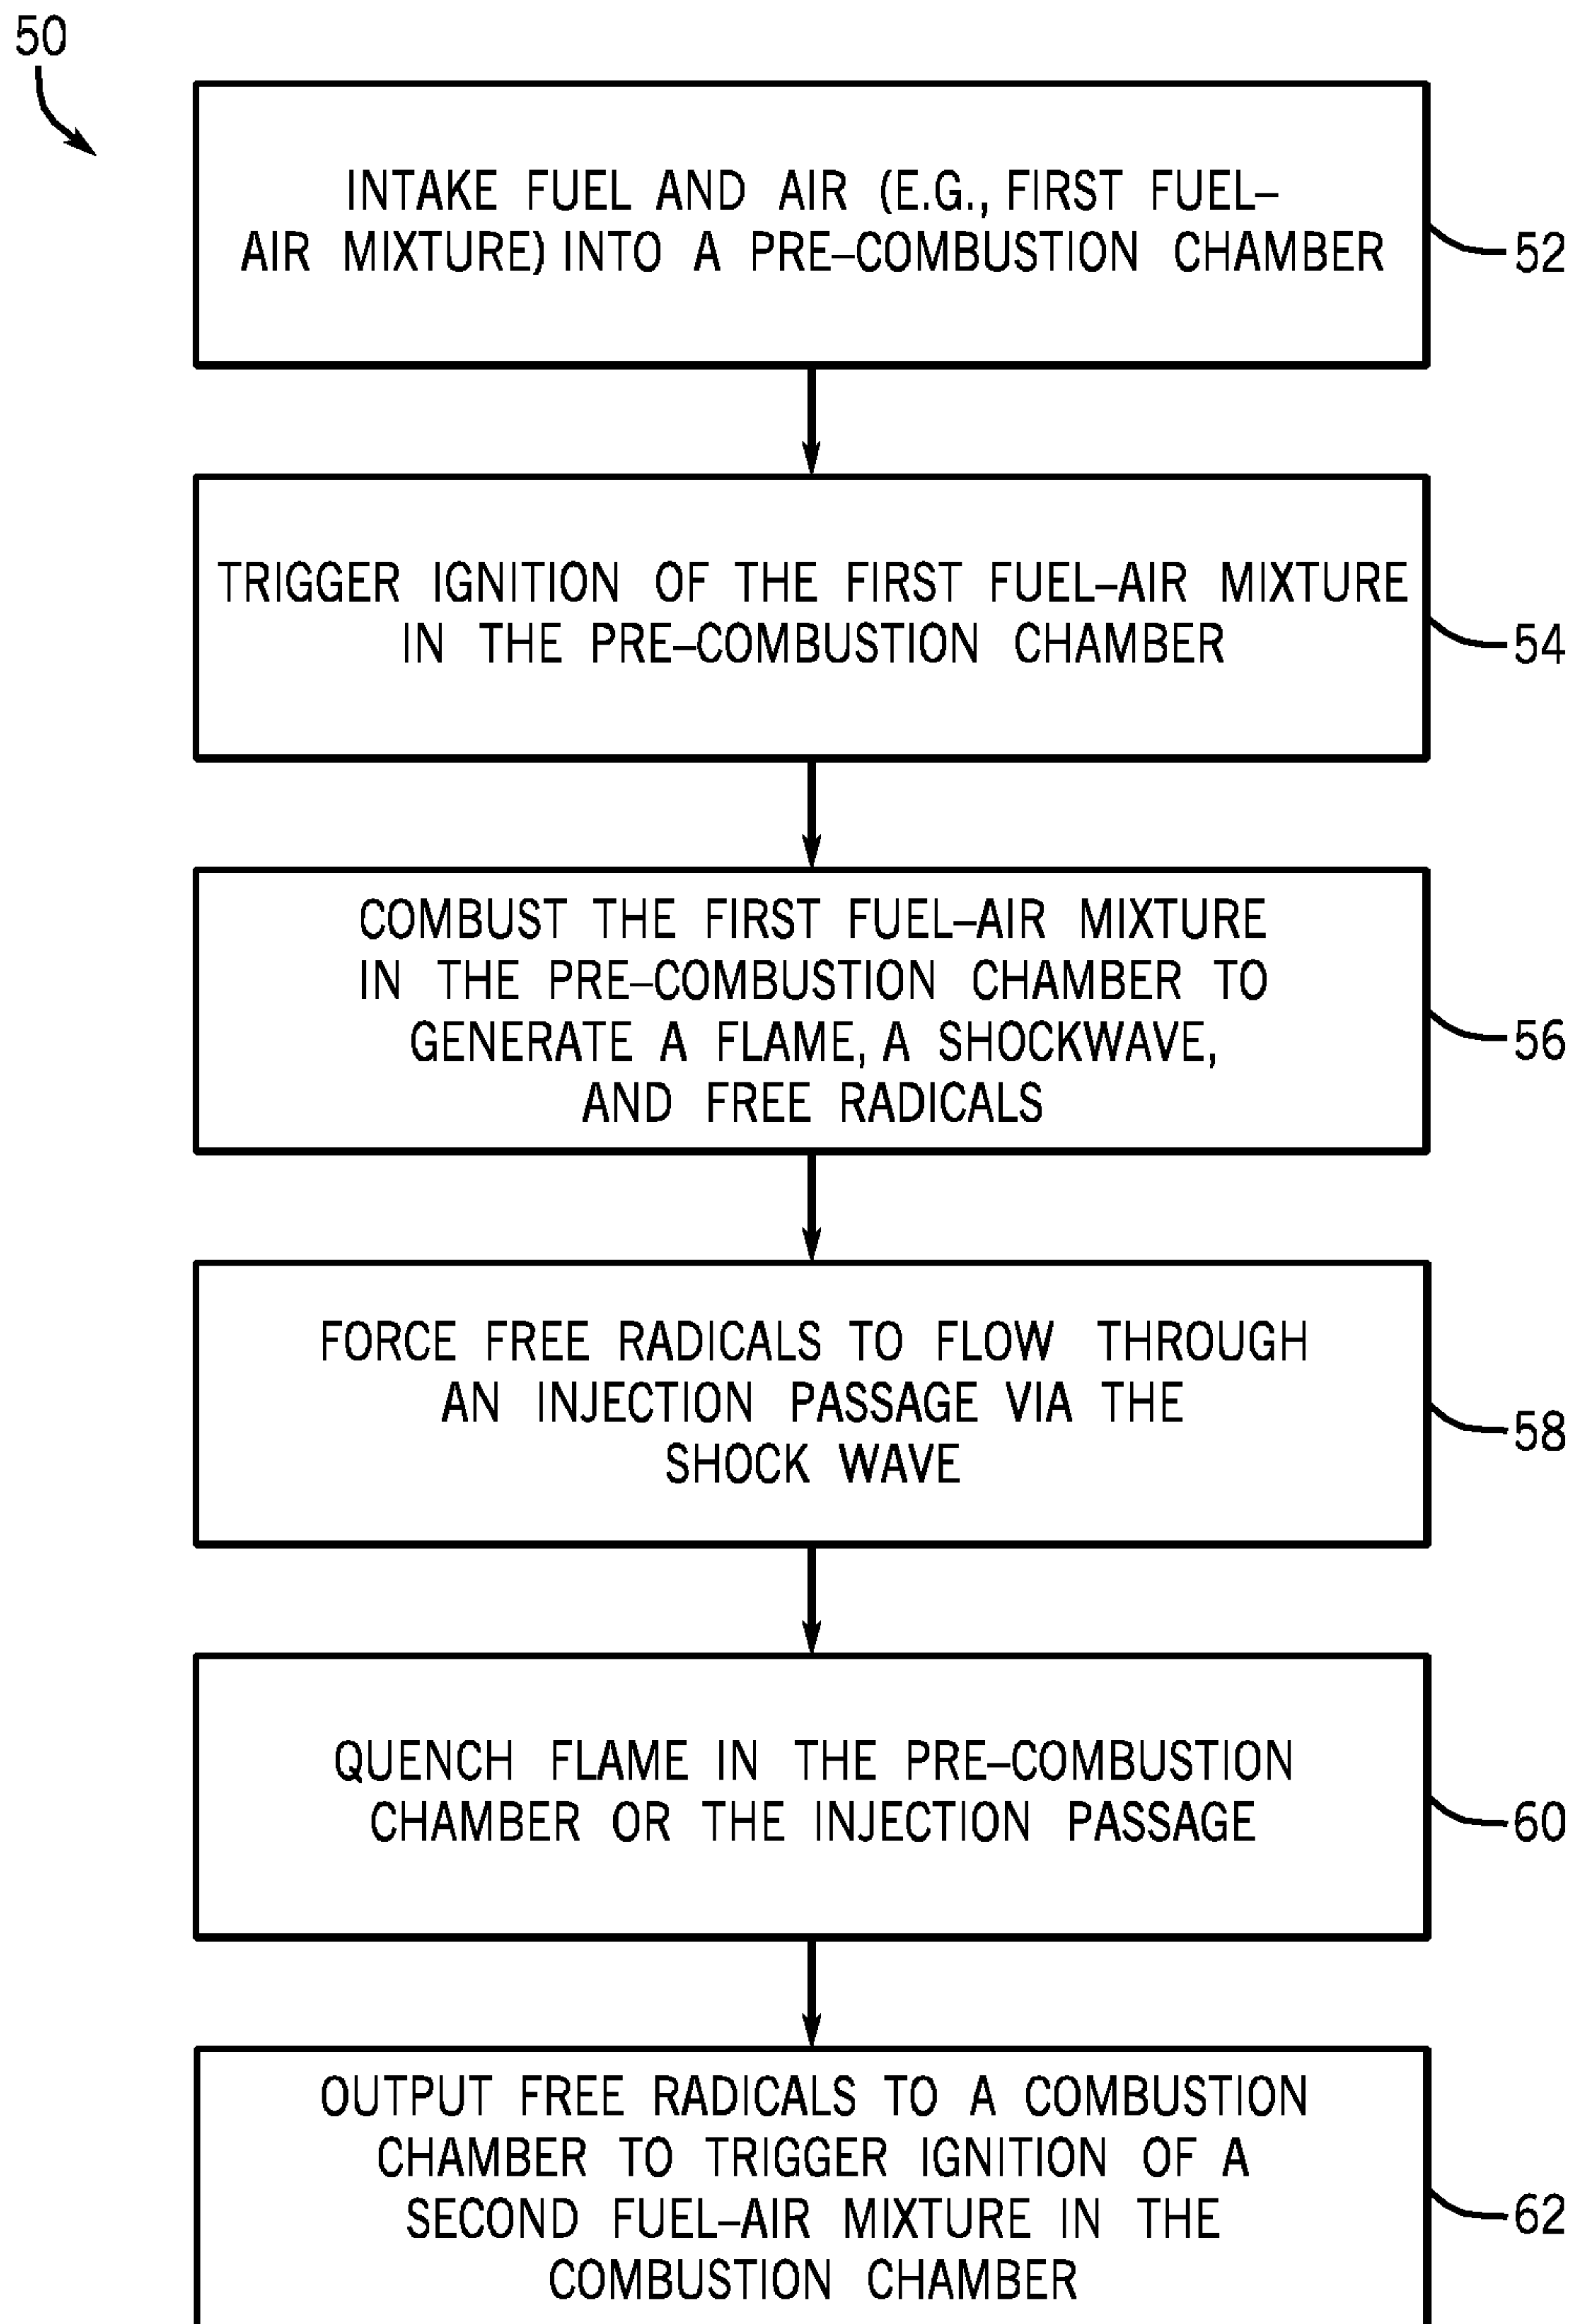 50
INTAKE FUEL AND AIR (E.G., FIRST FUEL–
AIR MIXTURE) INTO A PRE–COMBUSTION CHAMBER
52
TRIGGER IGNITION OF THE FIRST FUEL–AIR MIXTURE
IN THE PRE–COMBUSTION CHAMBER
54
COMBUST THE FIRST FUEL–AIR MIXTURE
IN THE PRE–COMBUSTION CHAMBER TO
GENERATE A FLAME, A SHOCKWAVE,
AND FREE RADICALS
56
FORCE FREE RADICALS TO FLOW THROUGH
AN INJECTION PASSAGE VIA THE
SHOCK WAVE
58
QUENCH FLAME IN THE PRE–COMBUSTION
CHAMBER OR THE INJECTION PASSAGE
60
OUTPUT FREE RADICALS TO A COMBUSTION
CHAMBER TO TRIGGER IGNITION OF A
SECOND FUEL–AIR MIXTURE IN THE
COMBUSTION CHAMBER
62